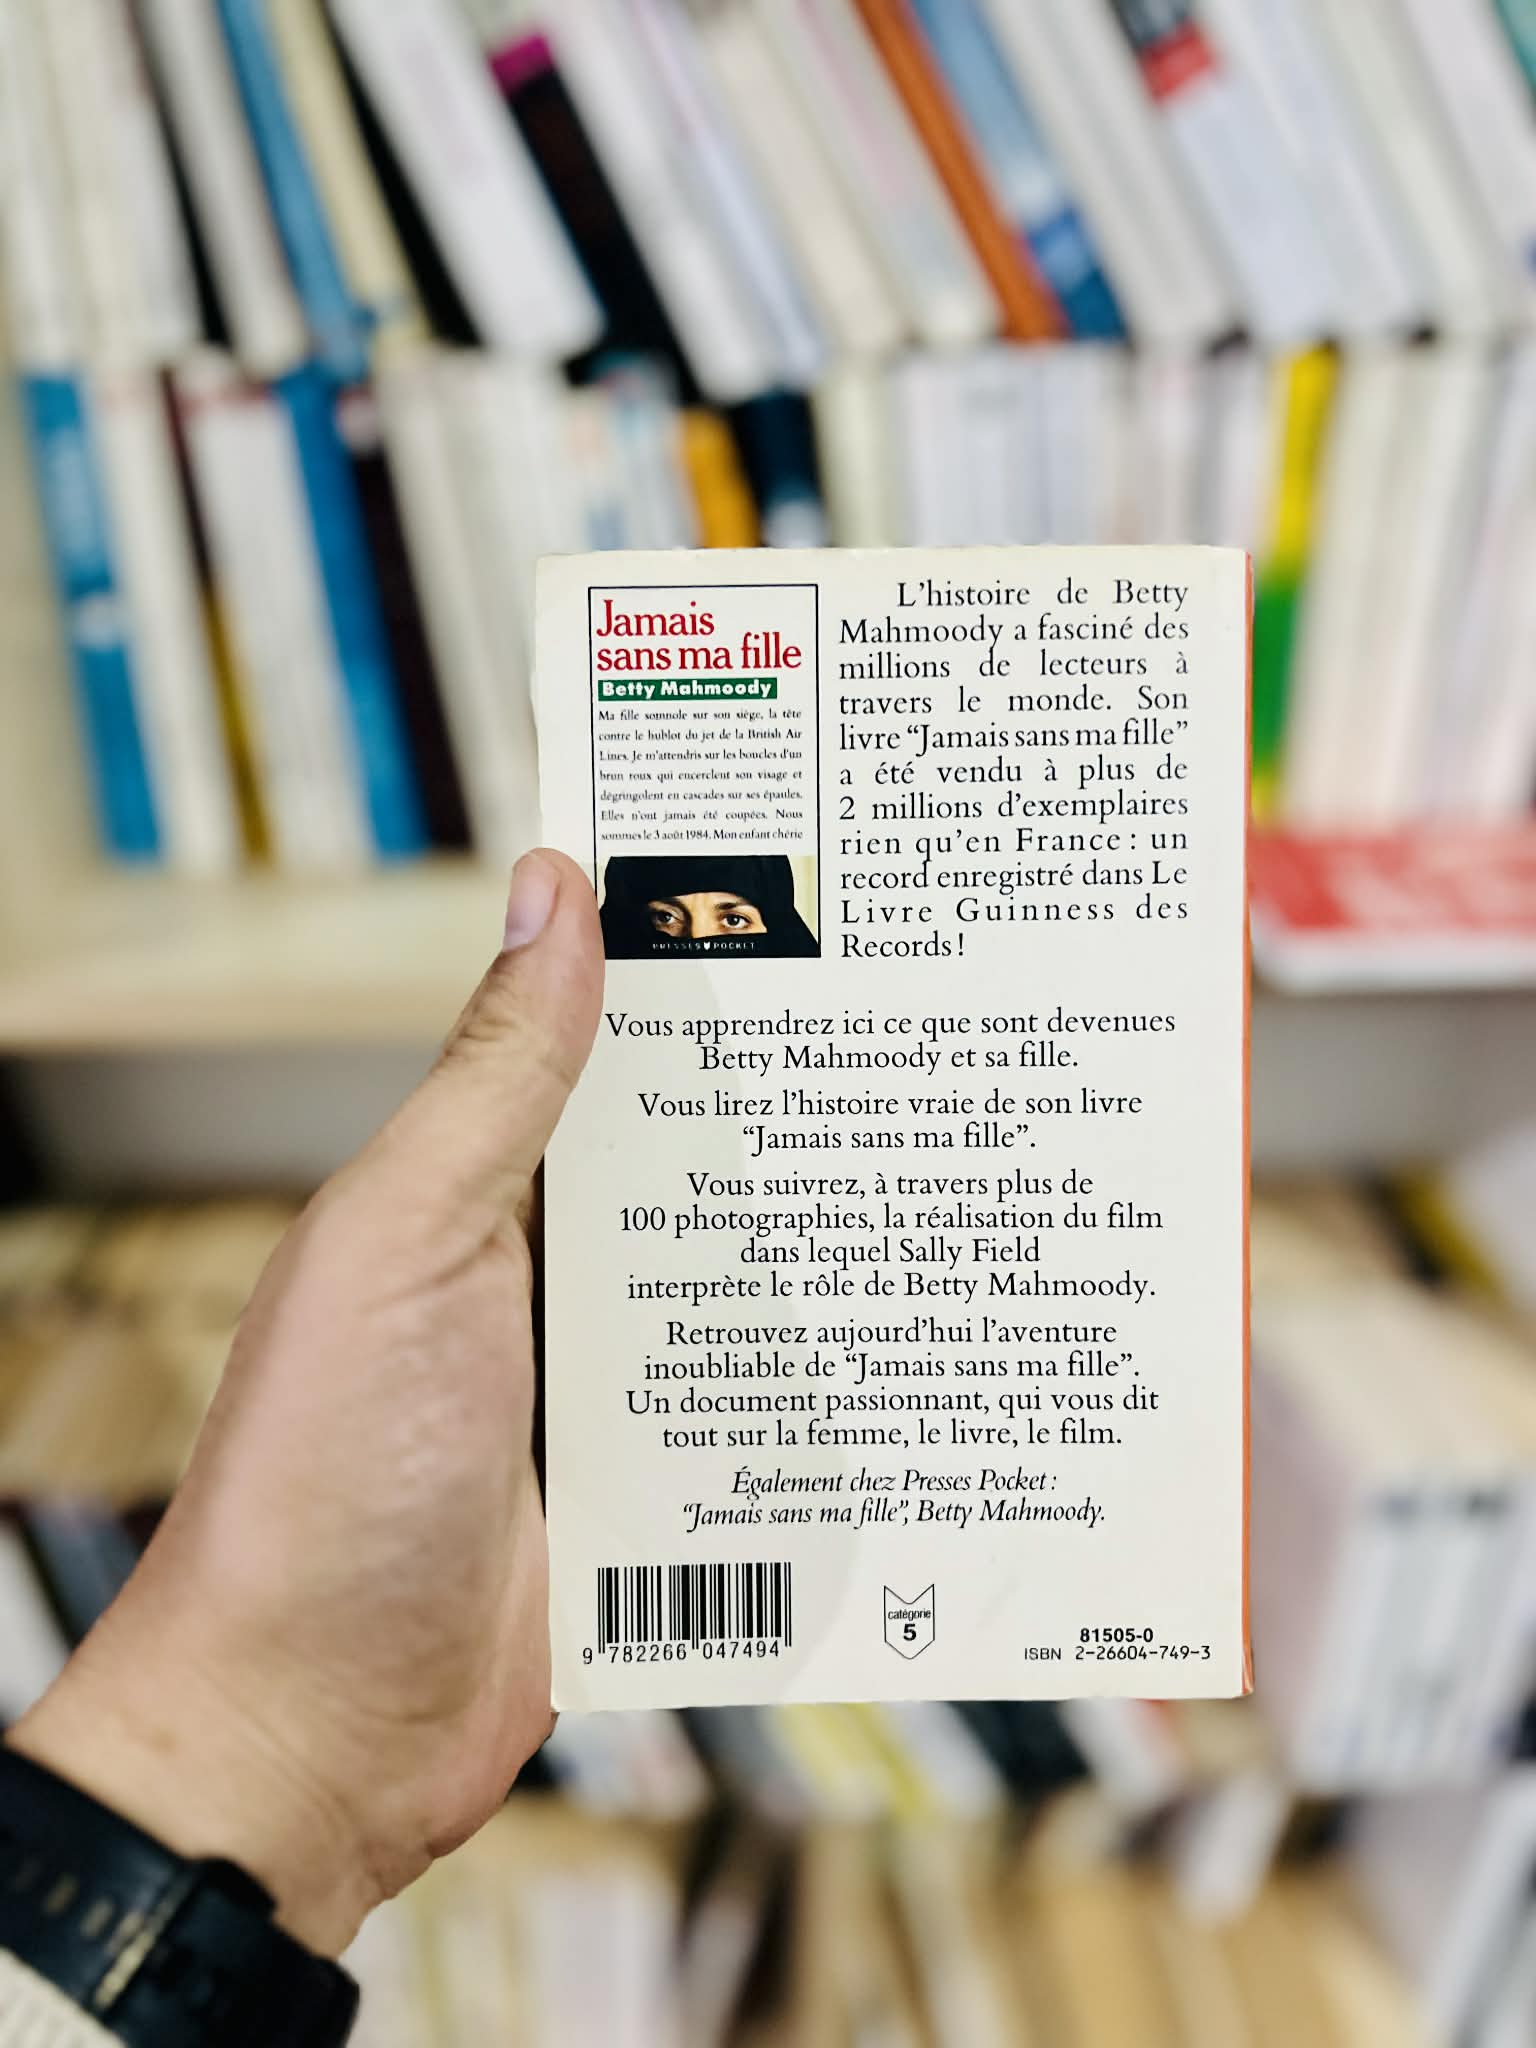 Jamais
sans ma fille
Betty Mahmoody
Ma fille somnole sur son siège, la tête
contre le hublot du jet de la British Air
Lines. Je m'attendris sur les boucles d'un
brun roux qui encerclent son visage et
dégringolent en cascades sur ses épaules.
Elles n'ont jamais été coupées. Nous
sommes le 3 août 1984. Mon enfant chérie
PRESSES POCKET
L'histoire de Betty
Mahmoody a fasciné des
millions de lecteurs à
travers le monde. Son
livre “Jamais sans ma fille”
a été vendu à plus de
2 millions d'exemplaires
rien qu'en France : un
record enregistré dans Le
Livre Guinness des
Records !
Vous apprendrez ici ce que sont devenues
Betty Mahmoody et sa fille.
Vous lirez l'histoire vraie de son livre
“Jamais sans ma fille”.
Vous suivrez, à travers plus de
100 photographies, la réalisation du film
dans lequel Sally Field
interprète le rôle de Betty Mahmoody.
Retrouvez aujourd'hui l'aventure
inoubliable de “Jamais sans ma fille”.
Un document passionnant, qui vous dit
tout sur la femme, le livre, le film.
Également chez Presses Pocket :
“Jamais sans ma fille”, Betty Mahmoody.
9 782266 047494
catégorie
5
81505-0
ISBN 2-26604-749-3